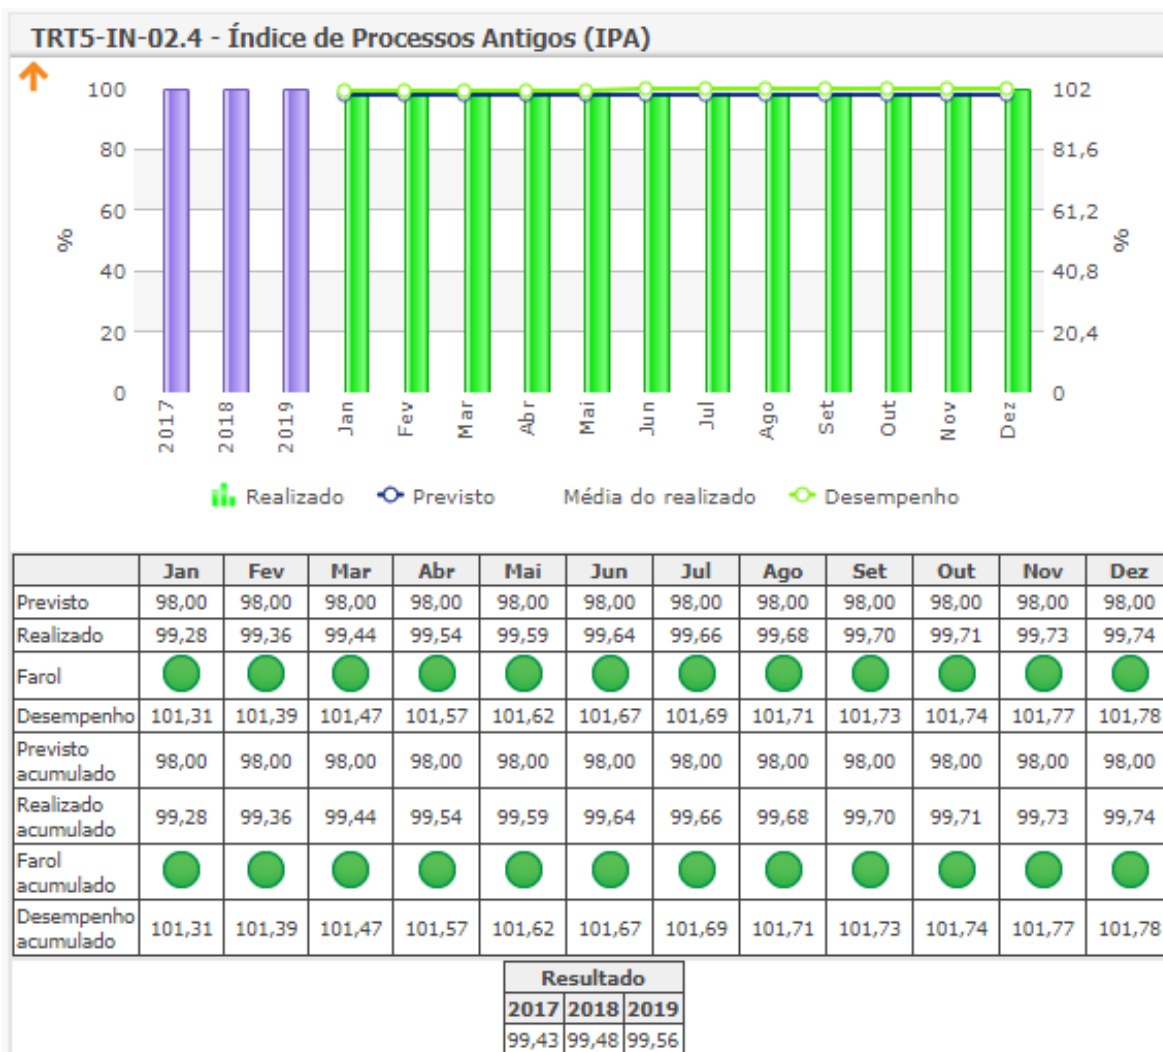 TRT5-IN-02.4 - Índice de Processos Antigos (IPA)
100 102
80 81,6
60 61,2
% %
40 40,8
20 20,4
0 0
2017 2018 2019 Jan Fev Mar Abr Mai Jun Jul Ago Set Out Nov Dez
Realizado Previsto Média do realizado Desempenho
Jan Fev Mar Abr Mai Jun Jul Ago Set Out Nov Dez
Previsto 98,00 98,00 98,00 98,00 98,00 98,00 98,00 98,00 98,00 98,00 98,00 98,00
Realizado 99,28 99,36 99,44 99,54 99,59 99,64 99,66 99,68 99,70 99,71 99,73 99,74
Farol
Desempenho 101,31 101,39 101,47 101,57 101,62 101,67 101,69 101,71 101,73 101,74 101,77 101,78
Previsto
acumulado 98,00 98,00 98,00 98,00 98,00 98,00 98,00 98,00 98,00 98,00 98,00 98,00
Realizado
acumulado 99,28 99,36 99,44 99,54 99,59 99,64 99,66 99,68 99,70 99,71 99,73 99,74
Farol
acumulado
Desempenho
acumulado 101,31 101,39 101,47 101,57 101,62 101,67 101,69 101,71 101,73 101,74 101,77 101,78
Resultado
2017 2018 2019
99,43 99,48 99,56